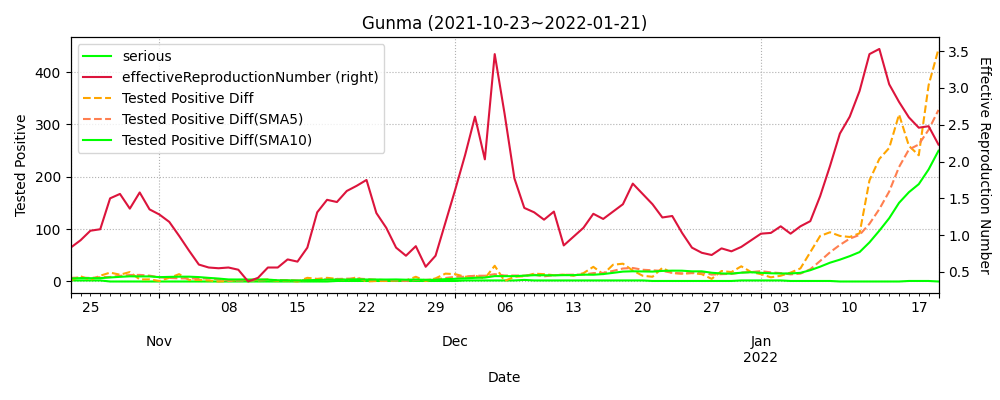 Gunma (2021-10-23~2022-01-21)
serious
effectiveReproductionNumber (right)
Tested Positive Diff
Tested Positive Diff(SMA5)
Tested Positive Diff(SMA10)
Tested Positive
400
300
200
100
0
3.5
3.0
2.5
2.0
1.5
1.0
0.5
Effective Reproduction Number
25 08 15 22 29 06 13 20 27 03 10 17
Nov Dec Jan
2022
Date